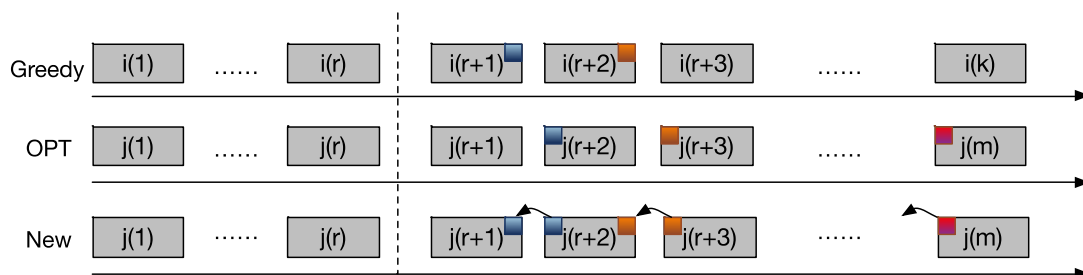 Greedy i(1) ...... i(r) i(r+1) i(r+2) i(r+3) ...... i(k)
OPT j(1) ...... j(r) j(r+1) j(r+2) j(r+3) ...... j(m)
New j(1) ...... j(r) j(r+1) j(r+2) j(r+3) ...... j(m)